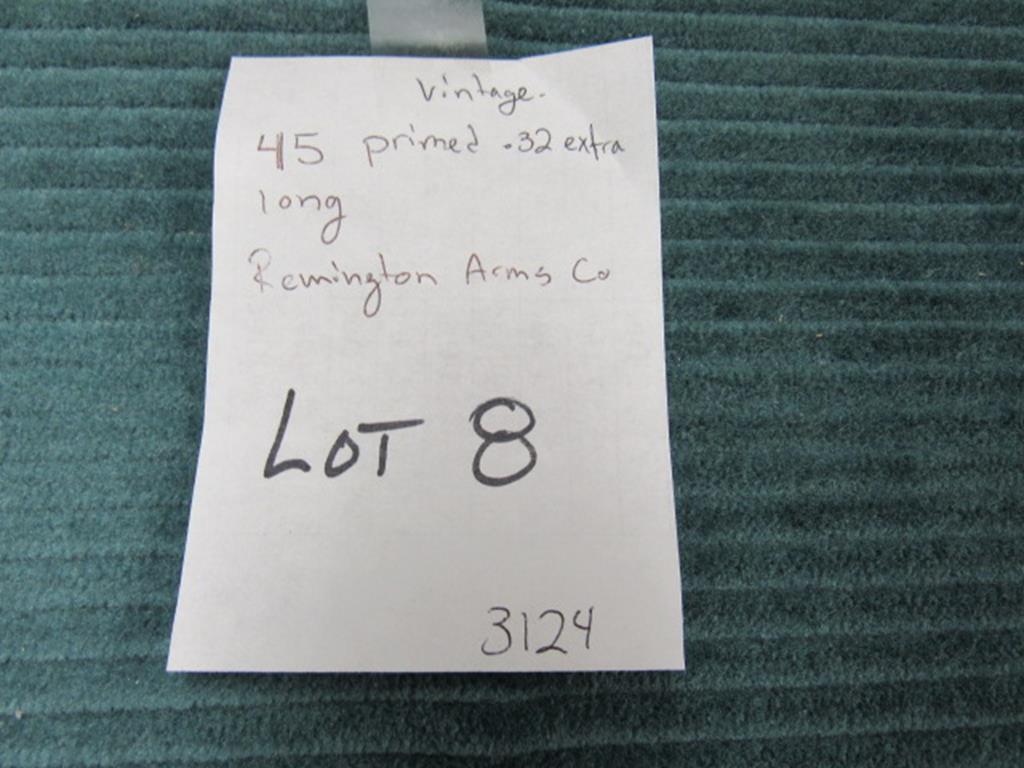 Vintage.
45 primed .32 extra
long
Remington Arms Co
LOT 8
3124